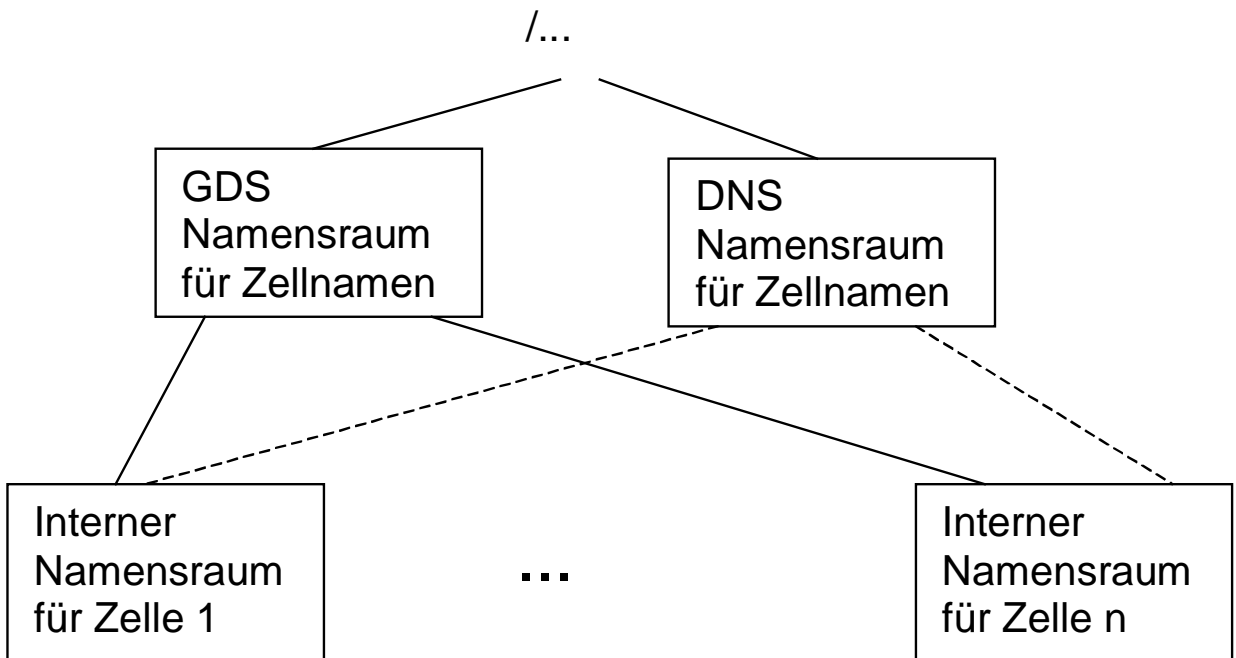 /...
GDS
Namensraum
für Zellnamen
DNS
Namensraum
für Zellnamen
Interner
Namensraum
für Zelle 1
...
Interner
Namensraum
für Zelle n